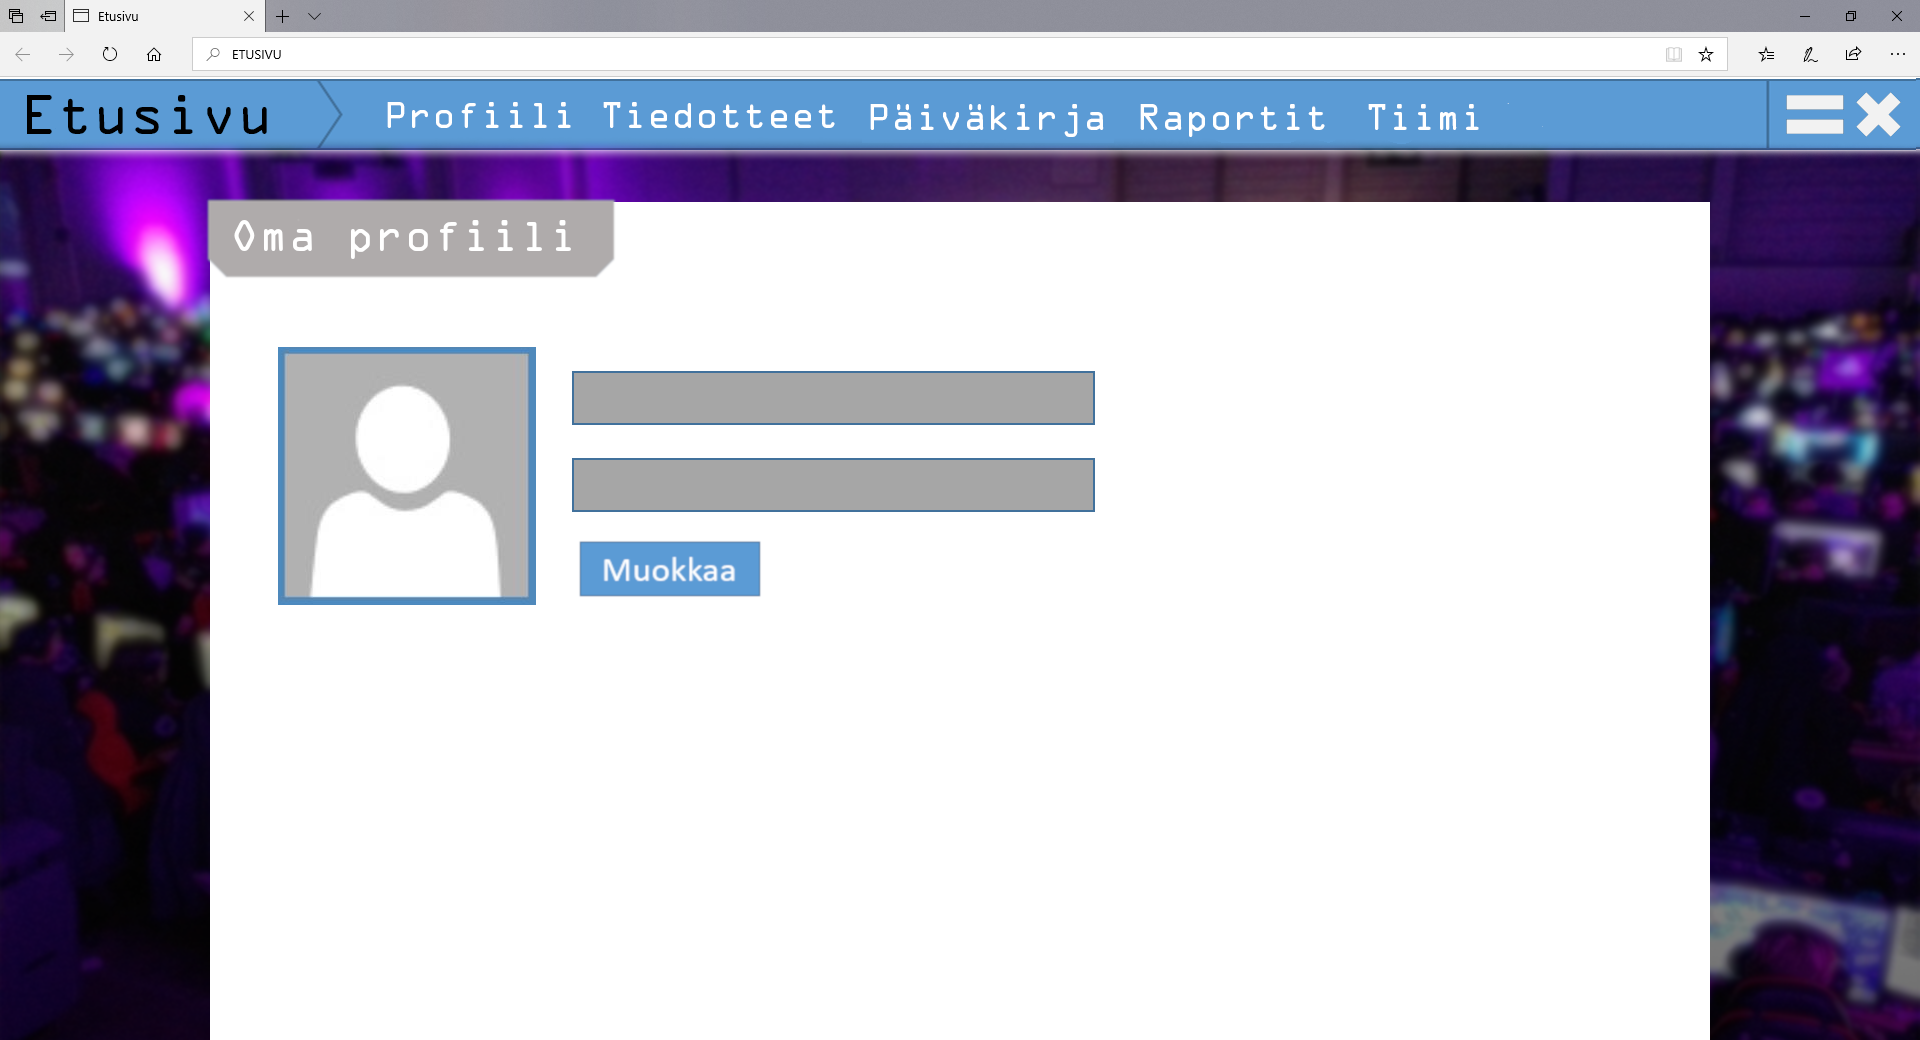 Etusivu
ETUSIVU
Etusivu Profiili Tiedotteet Päiväkirja Raportit Tiimi
Oma profiili
Muokkaa